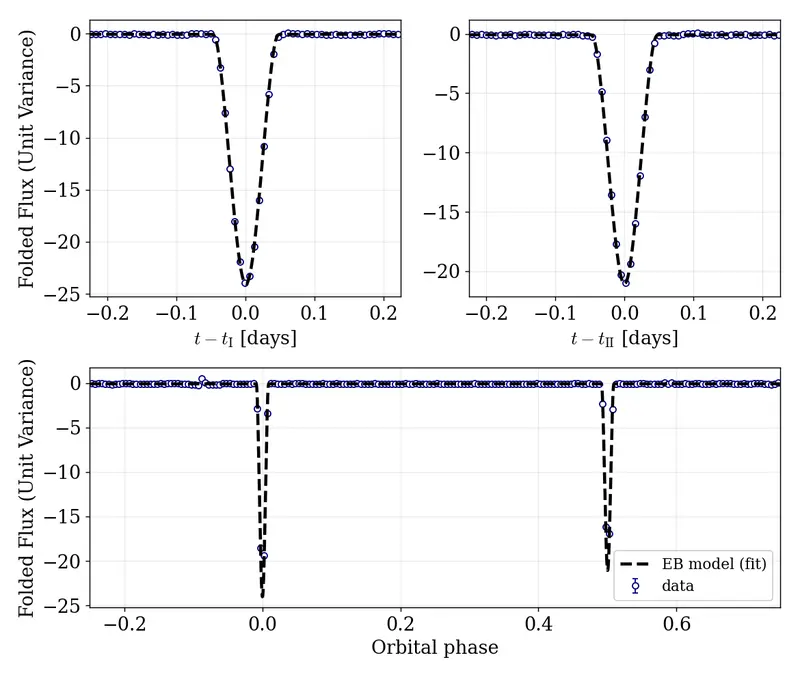 Folded Flux (Unit Variance)
0
−5
−10
−15
−20
−25
−0.2 −0.1 0.0 0.1 0.2
t − t_I [days]
0
−5
−10
−15
−20
−0.2 −0.1 0.0 0.1 0.2
t − t_II [days]
Folded Flux (Unit Variance)
0
−5
−10
−15
−20
−25
−0.2 0.0 0.2 0.4 0.6
Orbital phase
EB model (fit)
data